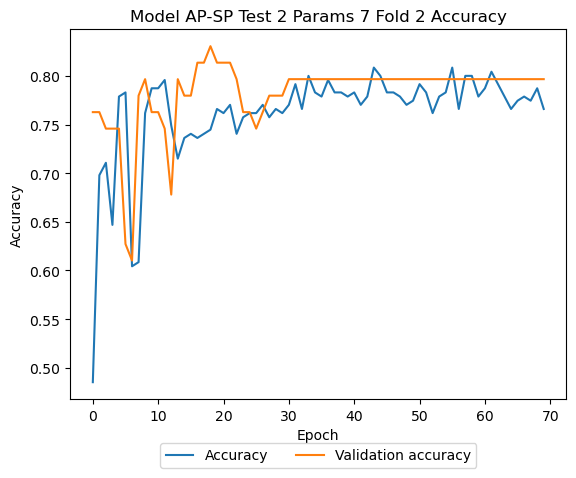 Model AP-SP Test 2 Params 7 Fold 2 Accuracy
0.80
0.75
0.70
0.65
0.60
0.55
0.50
Accuracy
0 10 20 30 40 50 60 70
Epoch
Accuracy Validation accuracy